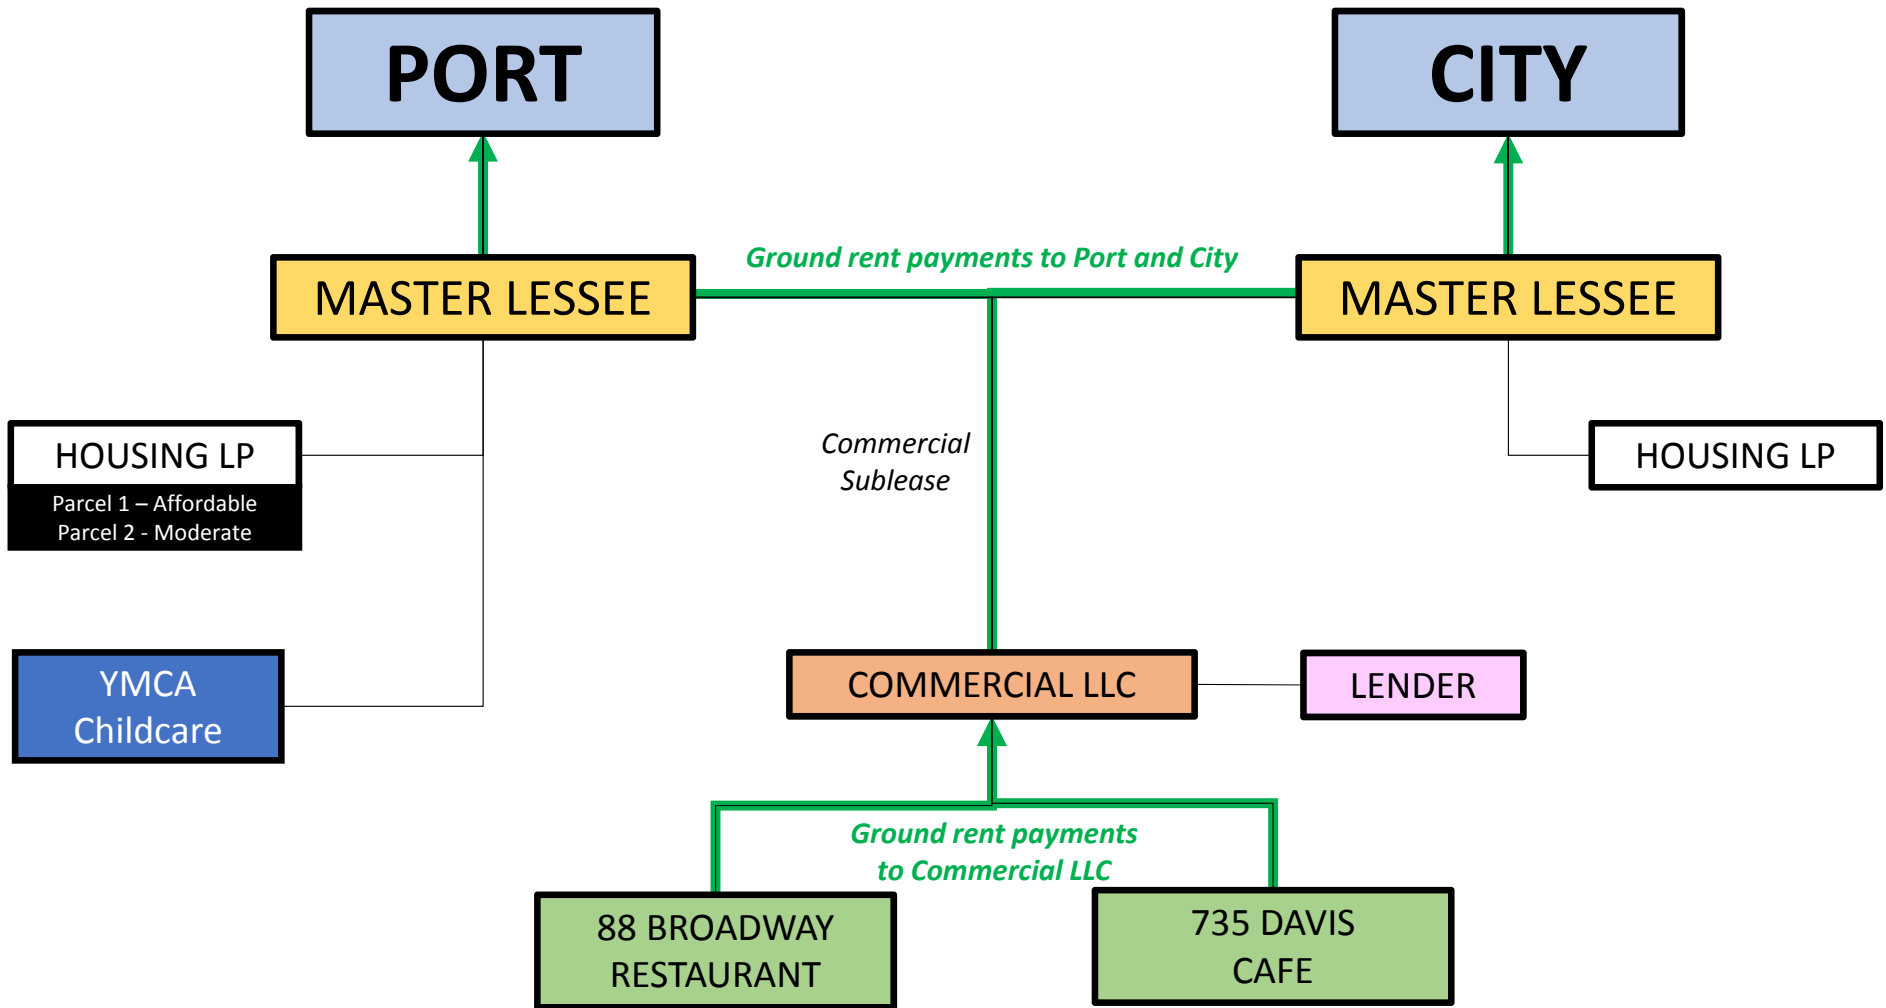 PORT
CITY
Ground rent payments to Port and City
MASTER LESSEE
MASTER LESSEE
HOUSING LP
Parcel 1 – Affordable
Parcel 2 - Moderate
Commercial
Sublease
HOUSING LP
YMCA
Childcare
COMMERCIAL LLC
LENDER
Ground rent payments
to Commercial LLC
88 BROADWAY
RESTAURANT
735 DAVIS
CAFE